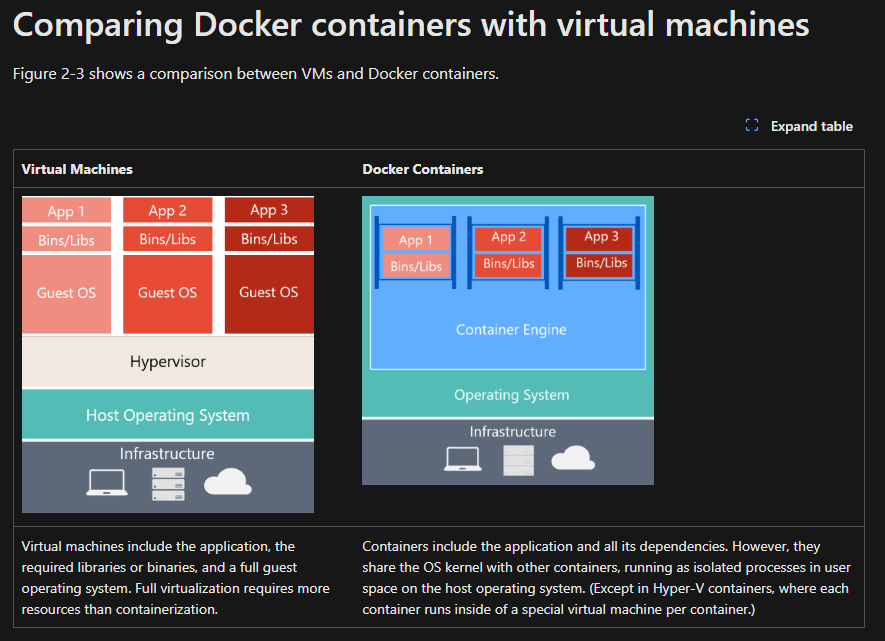 Comparing Docker containers with virtual machines
Figure 2-3 shows a comparison between VMs and Docker containers.
Expand table
Virtual Machines
Docker Containers
App 1
App 2
App 3
Bins/Libs
Bins/Libs
Bins/Libs
Guest OS
Guest OS
Guest OS
Hypervisor
Host Operating System
Infrastructure
App 1
App 2
App 3
Bins/Libs
Bins/Libs
Bins/Libs
Container Engine
Operating System
Infrastructure
Virtual machines include the application, the
required libraries or binaries, and a full guest
operating system. Full virtualization requires more
resources than containerization.
Containers include the application and all its dependencies. However, they
share the OS kernel with other containers, running as isolated processes in user
space on the host operating system. (Except in Hyper-V containers, where each
container runs inside of a special virtual machine per container.)